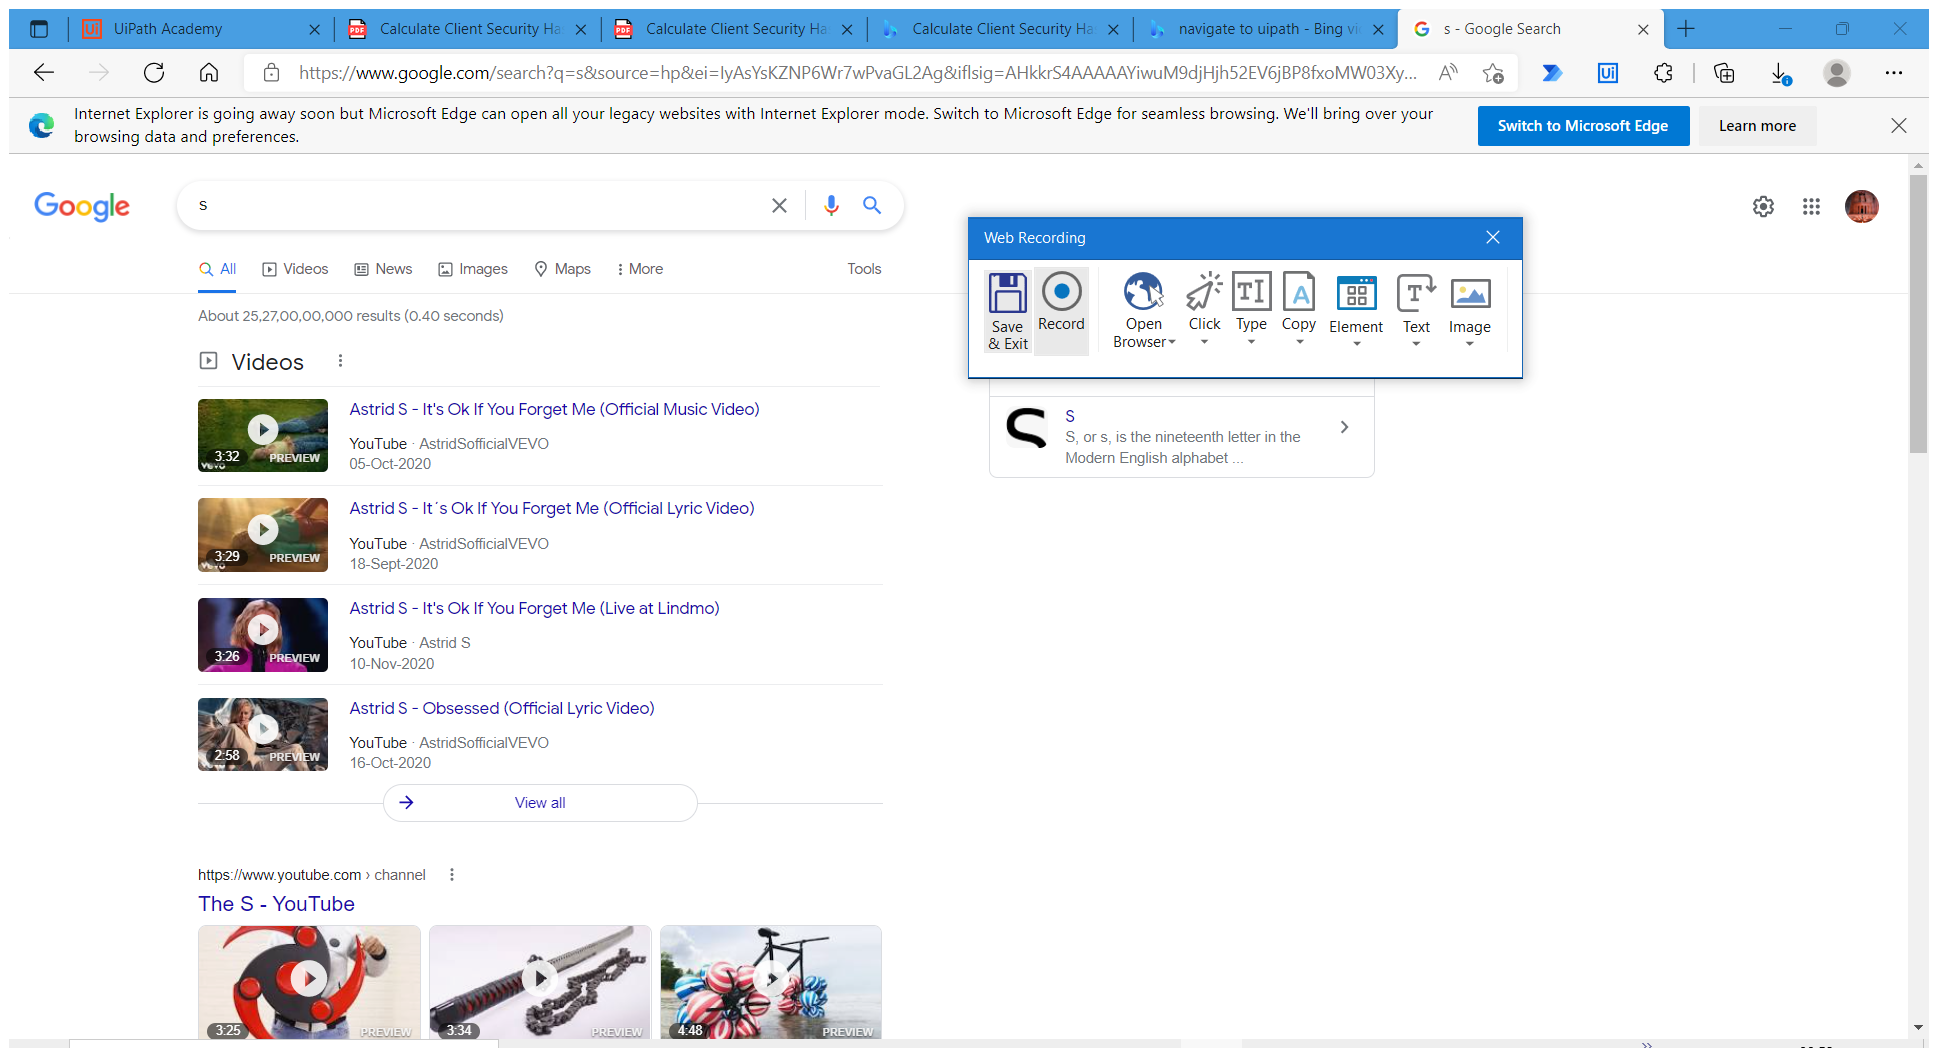 UiPath Academy
Calculate Client Security Ha
Calculate Client Security Ha
Calculate Client Security Ha
navigate to uipath - Bing vi
s - Google Search
https://www.google.com/search?q=s&source=hp&ei=IyAsYsKZNP6Wr7wPvaGL2Ag&iflsig=AHkkrS4AAAAAYiwuM9djHjh52EV6jBP8fxoMW03Xy...
Internet Explorer is going away soon but Microsoft Edge can open all your legacy websites with Internet Explorer mode. Switch to Microsoft Edge for seamless browsing. We'll bring over your
browsing data and preferences.
Switch to Microsoft Edge
Learn more
Google
s
All
Videos
News
Images
Maps
More
Tools
About 25,27,00,00,000 results (0.40 seconds)
Web Recording
Save
& Exit
Record
Open
Browser
Click
Type
Copy
Element
Text
Image
Videos
Astrid S - It's Ok If You Forget Me (Official Music Video)
YouTube · AstridSofficialVEVO
05-Oct-2020
3:32
PREVIEW
vevo
S
S, or s, is the nineteenth letter in the
Modern English alphabet ...
Astrid S - It´s Ok If You Forget Me (Official Lyric Video)
YouTube · AstridSofficialVEVO
18-Sept-2020
3:29
PREVIEW
vevo
Astrid S - It's Ok If You Forget Me (Live at Lindmo)
YouTube · Astrid S
10-Nov-2020
3:26
PREVIEW
Astrid S - Obsessed (Official Lyric Video)
YouTube · AstridSofficialVEVO
16-Oct-2020
2:58
PREVIEW
View all
https://www.youtube.com › channel
The S - YouTube
3:25
PREVIEW
3:34
PREVIEW
4:48
PREVIEW